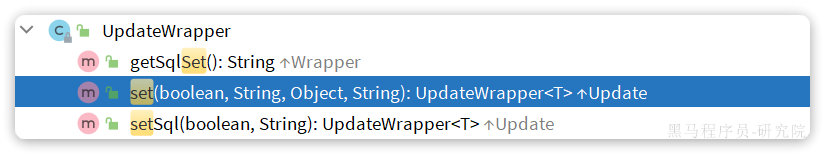 UpdateWrapper
getSqlSet(): String ↑Wrapper
set(boolean, String, Object, String): UpdateWrapper<T> ↑Update
setSql(boolean, String): UpdateWrapper<T> ↑Update
黑马程序员-研究院